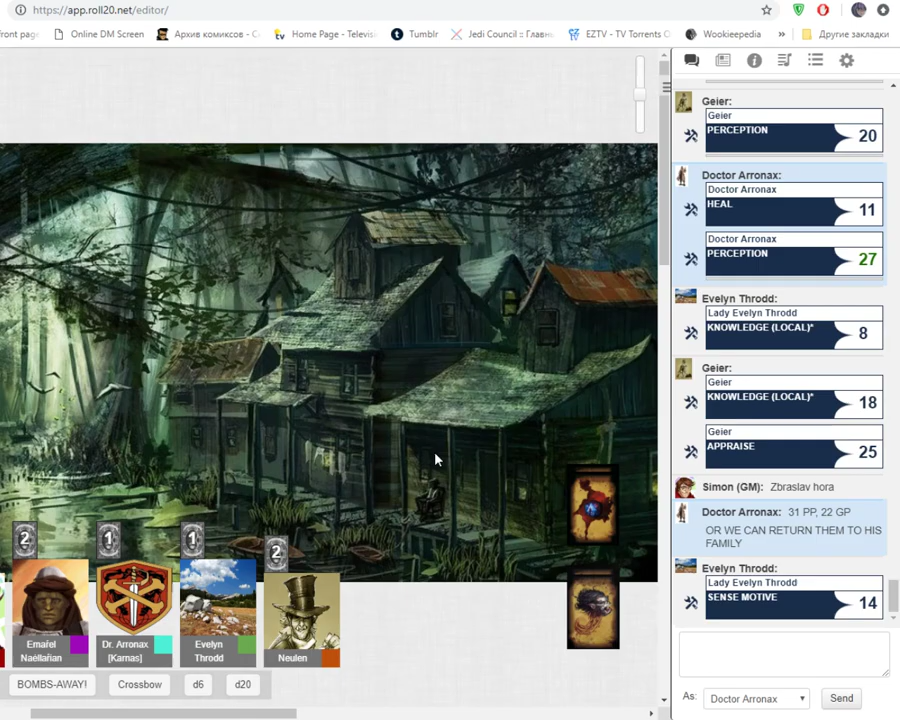 https://app.roll20.net/editor/
front page
Online DM Screen
Архив комиксов - С
Home Page - Televis
Tumblr
Jedi Council :: Главн
EZTV - TV Torrents O
Wookieepedia
»
Другие закладки
Geier:
Geier
PERCEPTION
20
Doctor Arronax:
Doctor Arronax
HEAL
11
Doctor Arronax
PERCEPTION
27
Evelyn Throdd:
Lady Evelyn Throdd
KNOWLEDGE (LOCAL)*
8
Geier:
Geier
KNOWLEDGE (LOCAL)*
18
Geier
APPRAISE
25
Simon (GM): Zbraslav hora
Doctor Arronax: 31 PP, 22 GP
OR WE CAN RETURN THEM TO HIS
FAMILY
Evelyn Throdd:
Lady Evelyn Throdd
SENSE MOTIVE
14
2
1
1
2
Emařel
Naëllařian
Dr. Arronax
[Kamas]
Evelyn
Throdd
Neulen
BOMBS-AWAY!
Crossbow
d6
d20
As:
Doctor Arronax
Send